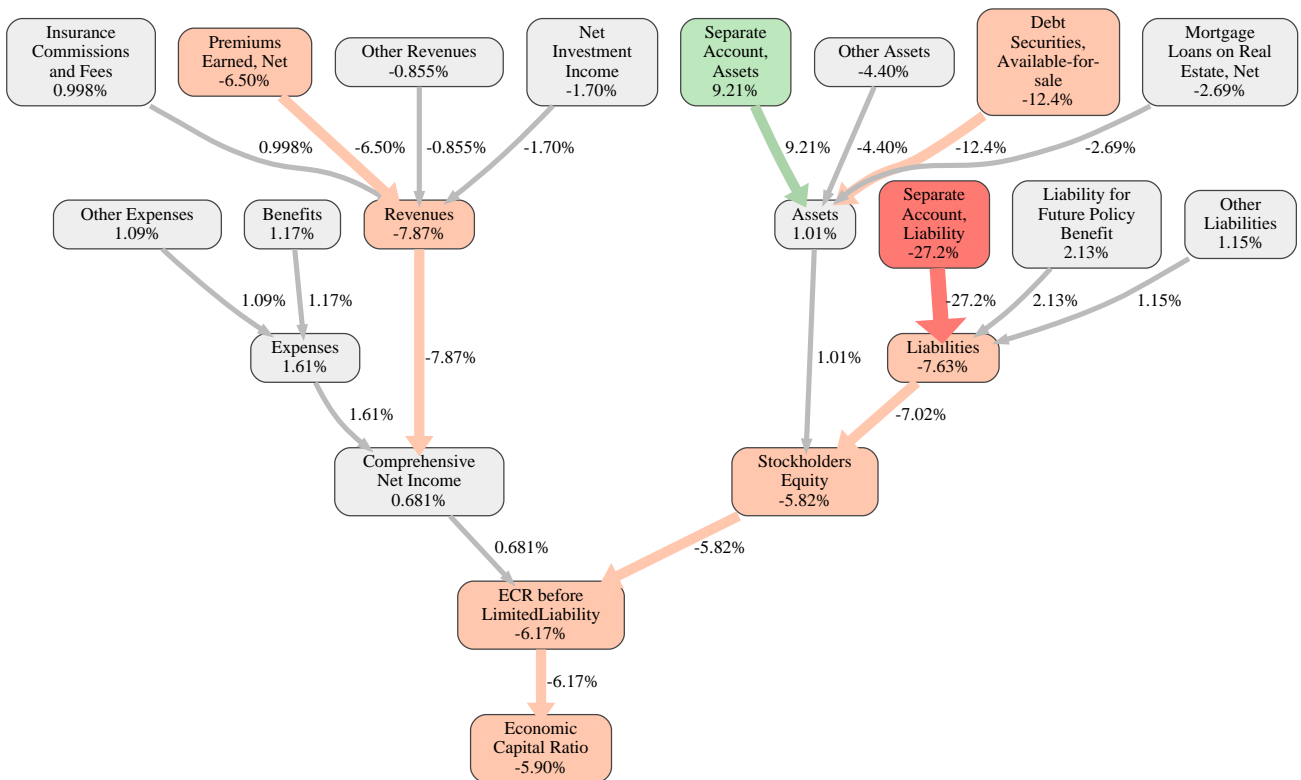 Insurance
Commissions
and Fees
0.998%
Premiums
Earned, Net
-6.50%
Other Revenues
-0.855%
Net
Investment
Income
-1.70%
Separate
Account,
Assets
9.21%
Other Assets
-4.40%
Debt
Securities,
Available-for-
sale
-12.4%
Mortgage
Loans on Real
Estate, Net
-2.69%
0.998%
-6.50%
-0.855%
-1.70%
9.21%
-4.40%
-12.4%
-2.69%
Other Expenses
1.09%
Benefits
1.17%
Revenues
-7.87%
Assets
1.01%
Separate
Account,
Liability
-27.2%
Liability for
Future Policy
Benefit
2.13%
Other
Liabilities
1.15%
1.09%
1.17%
-27.2%
2.13%
1.15%
Expenses
1.61%
-7.87%
1.01%
Liabilities
-7.63%
1.61%
-7.02%
Comprehensive
Net Income
0.681%
Stockholders
Equity
-5.82%
0.681%
-5.82%
ECR before
LimitedLiability
-6.17%
-6.17%
Economic
Capital Ratio
-5.90%